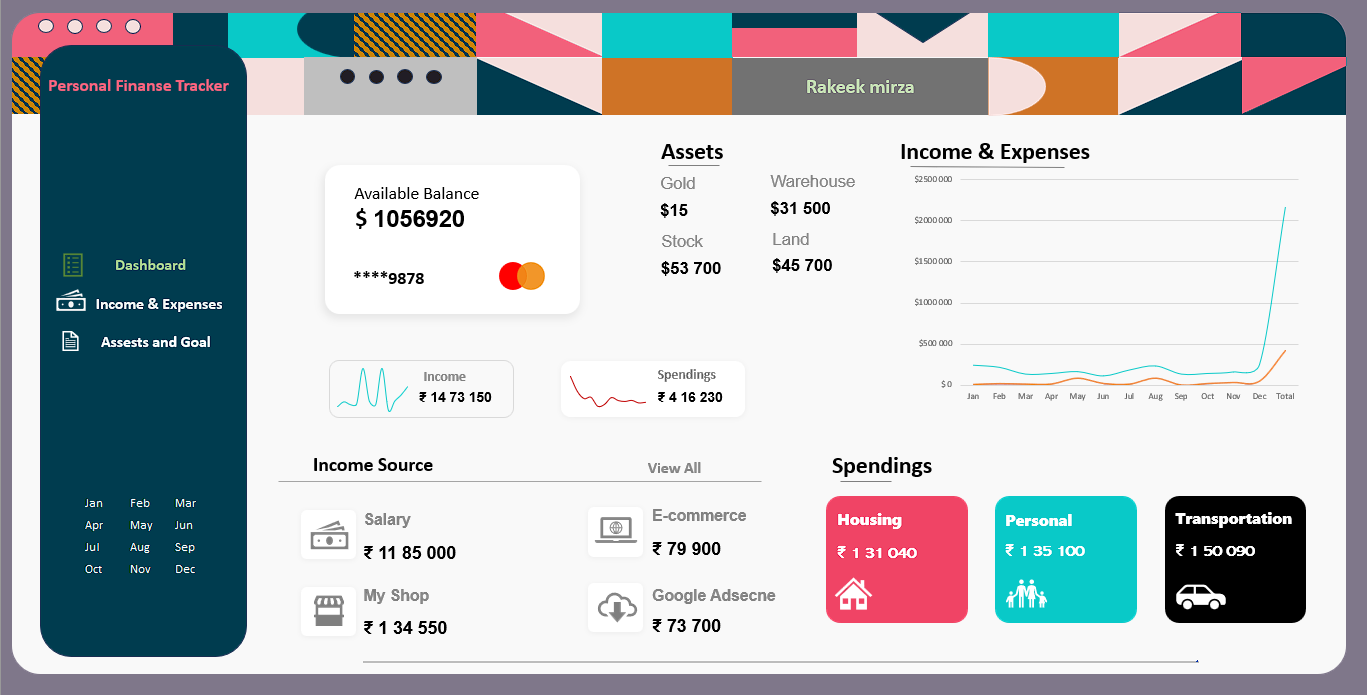 Personal Finanse Tracker
Rakeek mirza
Dashboard
Income & Expenses
Assests and Goal
Jan Feb Mar
Apr May Jun
Jul Aug Sep
Oct Nov Dec
Available Balance
$ 1056920
****9878
Assets
Gold
$15
Warehouse
$31 500
Stock
$53 700
Land
$45 700
Income & Expenses
$2500 000
$2000 000
$1500 000
$1000 000
$500 000
$ 0
Jan Feb Mar Apr May Jun Jul Aug Sep Oct Nov Dec Total
Income
₹ 14 73 150
Spendings
₹ 4 16 230
Income Source
View All
Salary
₹ 11 85 000
E-commerce
₹ 79 900
My Shop
₹ 1 34 550
Google Adsecne
₹ 73 700
Spendings
Housing
₹ 1 31 040
Personal
₹ 1 35 100
Transportation
₹ 1 50 090